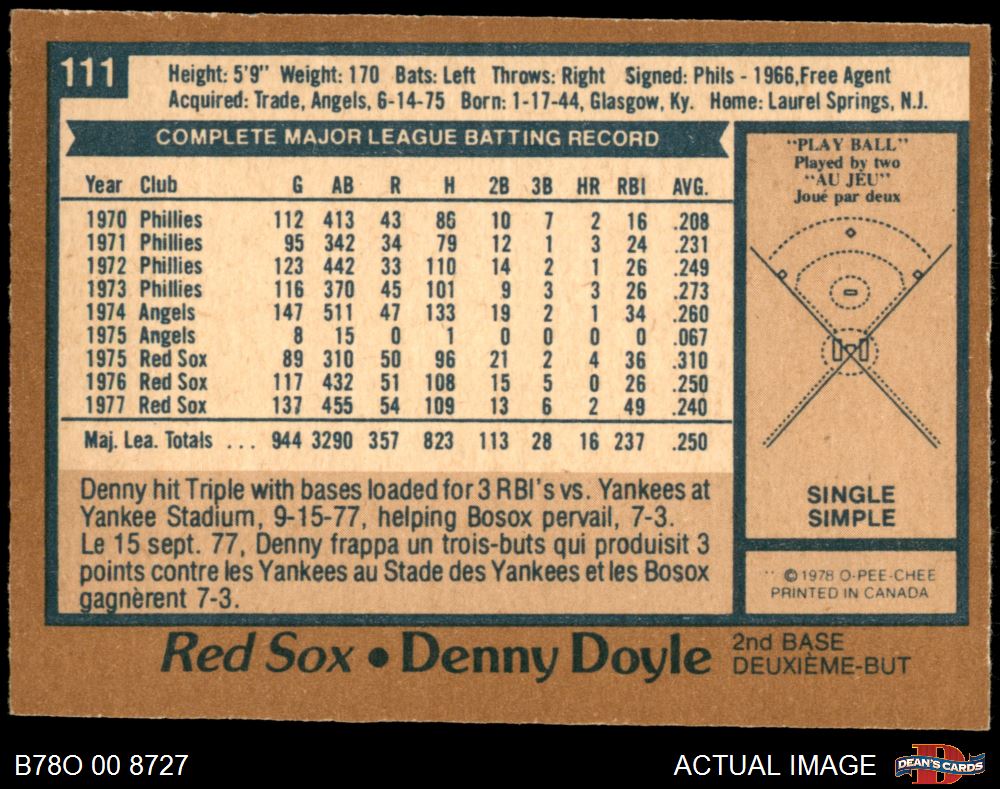 111
Height: 5'9" Weight: 170 Bats: Left Throws: Right Signed: Phils - 1966,Free Agent
Acquired: Trade, Angels, 6-14-75 Born: 1-17-44, Glasgow, Ky. Home: Laurel Springs, N.J.
COMPLETE MAJOR LEAGUE BATTING RECORD
Year Club G AB R H 2B 3B HR RBI AVG.
1970 Phillies 112 413 43 86 10 7 2 16 .208
1971 Phillies 95 342 34 79 12 1 3 24 .231
1972 Phillies 123 442 33 110 14 2 1 26 .249
1973 Phillies 116 370 45 101 9 3 3 26 .273
1974 Angels 147 511 47 133 19 2 1 34 .260
1975 Angels 8 15 0 1 0 0 0 0 .067
1975 Red Sox 89 310 50 96 21 2 4 36 .310
1976 Red Sox 117 432 51 108 15 5 0 26 .250
1977 Red Sox 137 455 54 109 13 6 2 49 .240
Maj. Lea. Totals ... 944 3290 357 823 113 28 16 237 .250
Denny hit Triple with bases loaded for 3 RBI's vs. Yankees at
Yankee Stadium, 9-15-77, helping Bosox pervail, 7-3.
Le 15 sept. 77, Denny frappa un trois-buts qui produisit 3
points contre les Yankees au Stade des Yankees et les Bosox
gagnèrent 7-3.
"PLAY BALL"
Played by two
"AU JEU"
Joué par deux
SINGLE
SIMPLE
©1978 O-PEE-CHEE
PRINTED IN CANADA
Red Sox • Denny Doyle
2nd BASE
DEUXIÈME-BUT
B78O 00 8727
ACTUAL IMAGE
DEAN'S CARDS